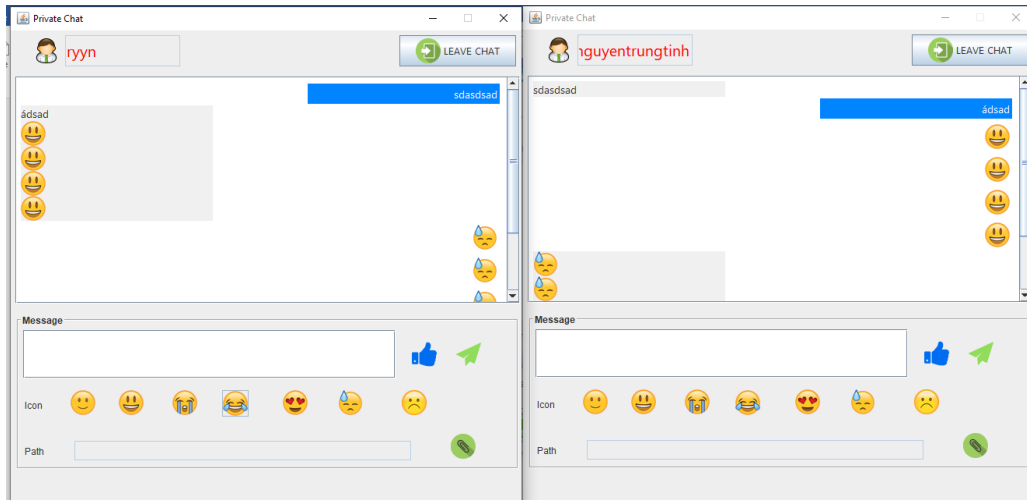 Private Chat
ryyn
LEAVE CHAT
sdasdsad
ádsad
Message
Icon
Path
Private Chat
nguyentrungtinh
LEAVE CHAT
sdasdsad
ádsad
Message
Icon
Path